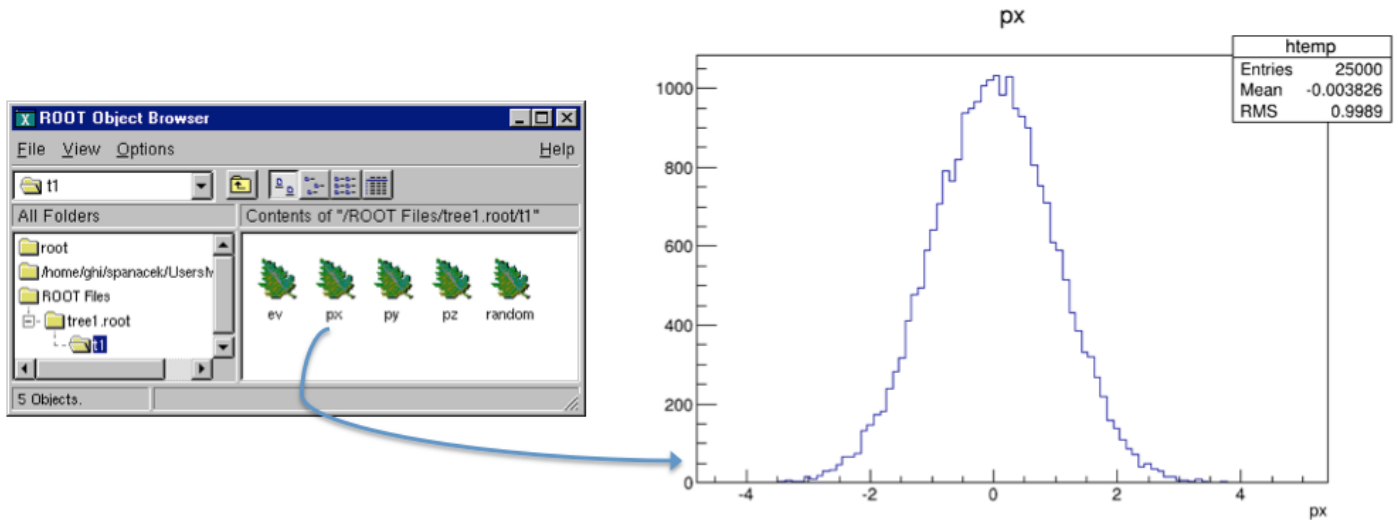 ROOT Object Browser
File View Options Help
t1
All Folders
Contents of "/ROOT Files/tree1.root/t1"
root
/home/ghi/spanacek/Users
ROOT Files
tree1.root
t1
ev px py pz random
5 Objects.
px
htemp
Entries 25000
Mean -0.003826
RMS 0.9989
1000
800
600
400
200
0
-4 -2 0 2 4
px